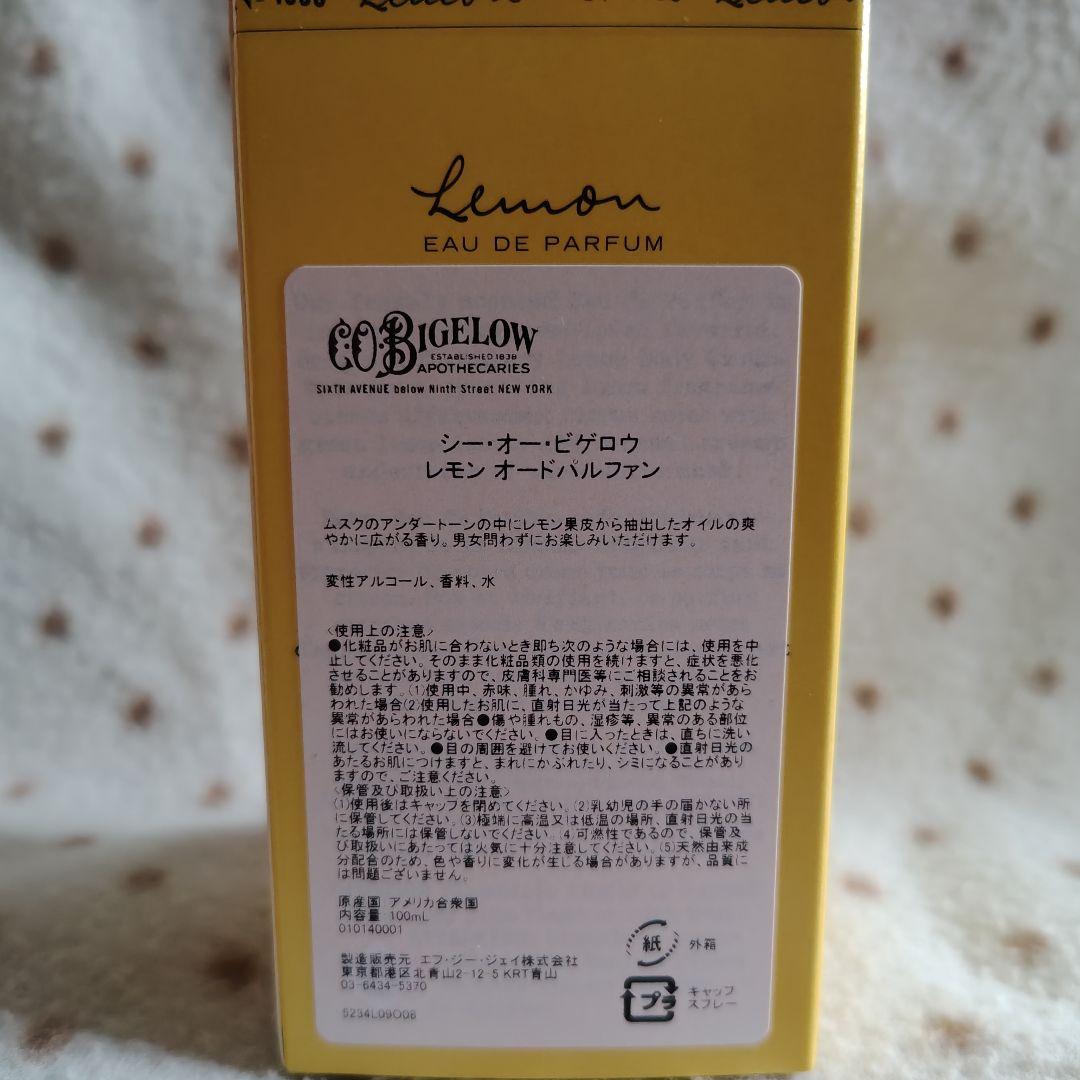 Lemon
EAU DE PARFUM
C.O. BIGELOW
ESTABLISHED 1838
APOTHECARIES
SIXTH AVENUE below Ninth Street NEW YORK
シー・オー・ビゲロウ
レモン オードパルファン
ムスクのアンダートーンの中にレモン果皮から抽出したオイルの爽
やかに広がる香り。男女問わずにお楽しみいただけます。
変性アルコール、香料、水
<使用上の注意>
●化粧品がお肌に合わないとき即ち次のような場合には、使用を中
止してください。そのまま化粧品類の使用を続けますと、症状を悪化
させることがありますので、皮膚科専門医等にご相談されることをお
勧めします。(1)使用中、赤味、腫れ、かゆみ、刺激等の異常があら
われた場合(2)使用したお肌に、直射日光が当たって上記のような
異常があらわれた場合●傷や腫れもの、湿疹等、異常のある部位
にはお使いにならないでください。●目に入ったときは、直ちに洗い
流してください。●目の周囲を避けてお使いください。●直射日光の
あたるお肌につけますと、まれにかぶれたり、シミになることがあり
ますので、ご注意ください。
<保管及び取扱い上の注意>
(1)使用後はキャップを閉めてください。(2)乳幼児の手の届かない所
に保管してください。(3)極端に高温又は低温の場所、直射日光の当
たる場所には保管しないでください。(4)可燃性であるので、保管及
び取扱いにあたっては火気に十分注意してください。(5)天然由来成
分配合のため、色や香りに変化が生じる場合がありますが、品質に
は問題ございません。
原産国 アメリカ合衆国
内容量 100mL
010140001
製造販売元 エフ・ジー・ジェイ株式会社
東京都港区北青山2-12-5 KRT青山
03-6434-5370
5234L09O08
紙 外箱
プラ キャップ
スプレー